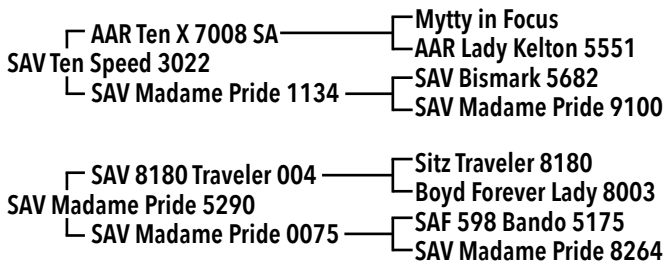 Mytty in Focus
AAR Ten X 7008 SA
AAR Lady Kelton 5551
SAV Ten Speed 3022
SAV Bismark 5682
SAV Madame Pride 1134
SAV Madame Pride 9100
Sitz Traveler 8180
SAV 8180 Traveler 004
Boyd Forever Lady 8003
SAV Madame Pride 5290
SAF 598 Bando 5175
SAV Madame Pride 0075
SAV Madame Pride 8264